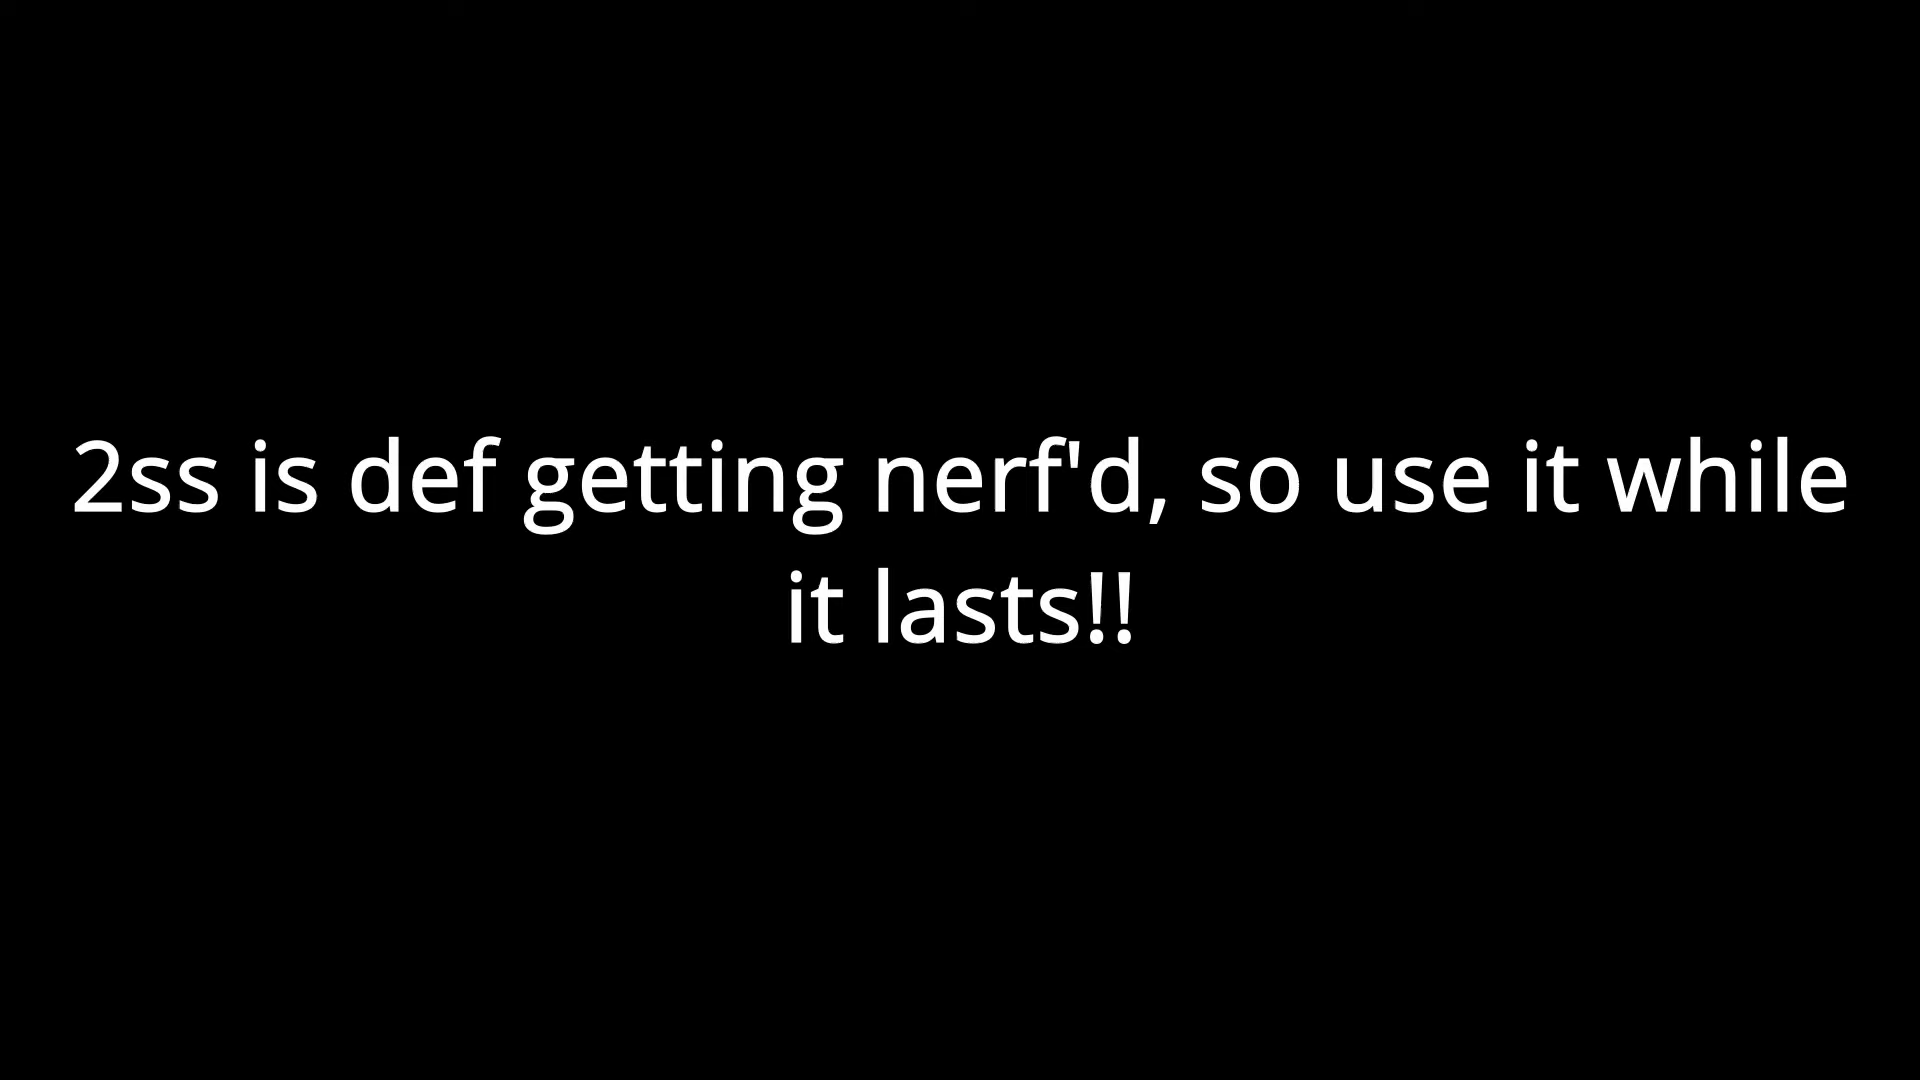 2ss is def getting nerf'd, so use it while
it lasts!!